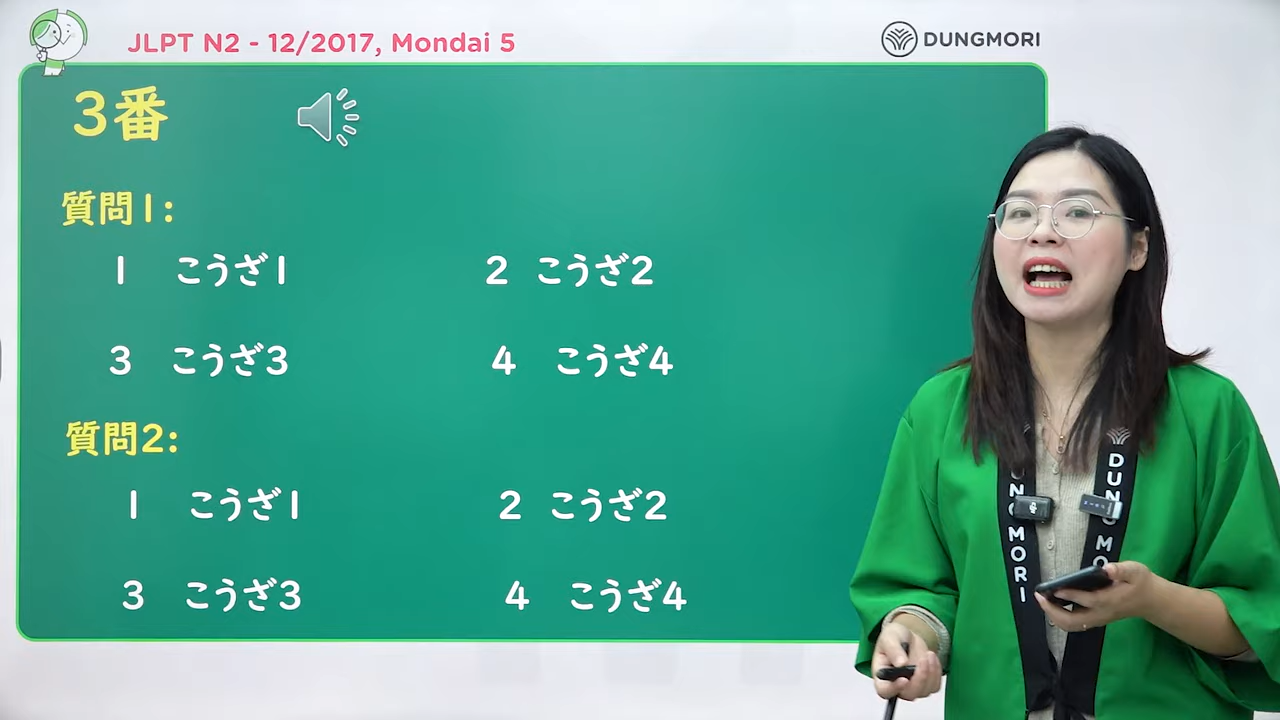 JLPT N2 - 12/2017, Mondai 5
DUNGMORI
3番
質問1:
1 こうざ1
2 こうざ2
3 こうざ3
4 こうざ4
質問2:
1 こうざ1
2 こうざ2
3 こうざ3
4 こうざ4
DUNGMORI
DUNG MO